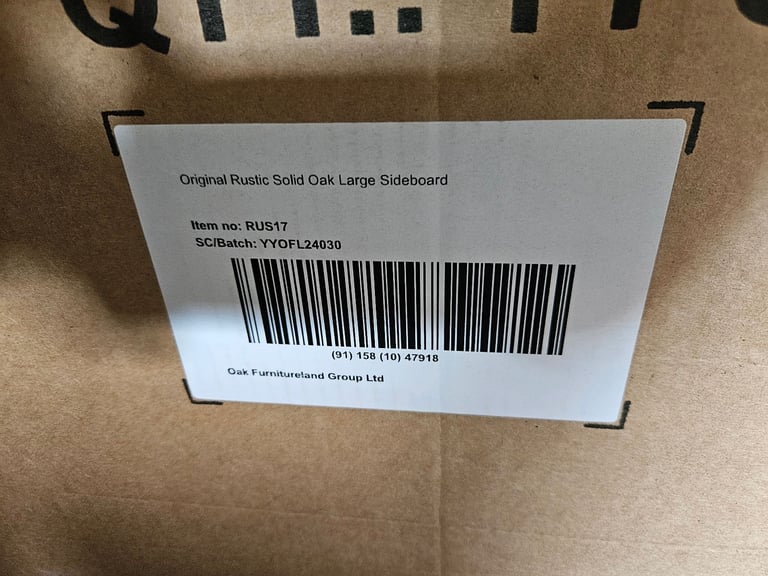 Original Rustic Solid Oak Large Sideboard
Item no: RUS17
SC/Batch: YYOFL24030
(91) 158 (10) 47918
Oak Furnitureland Group Ltd